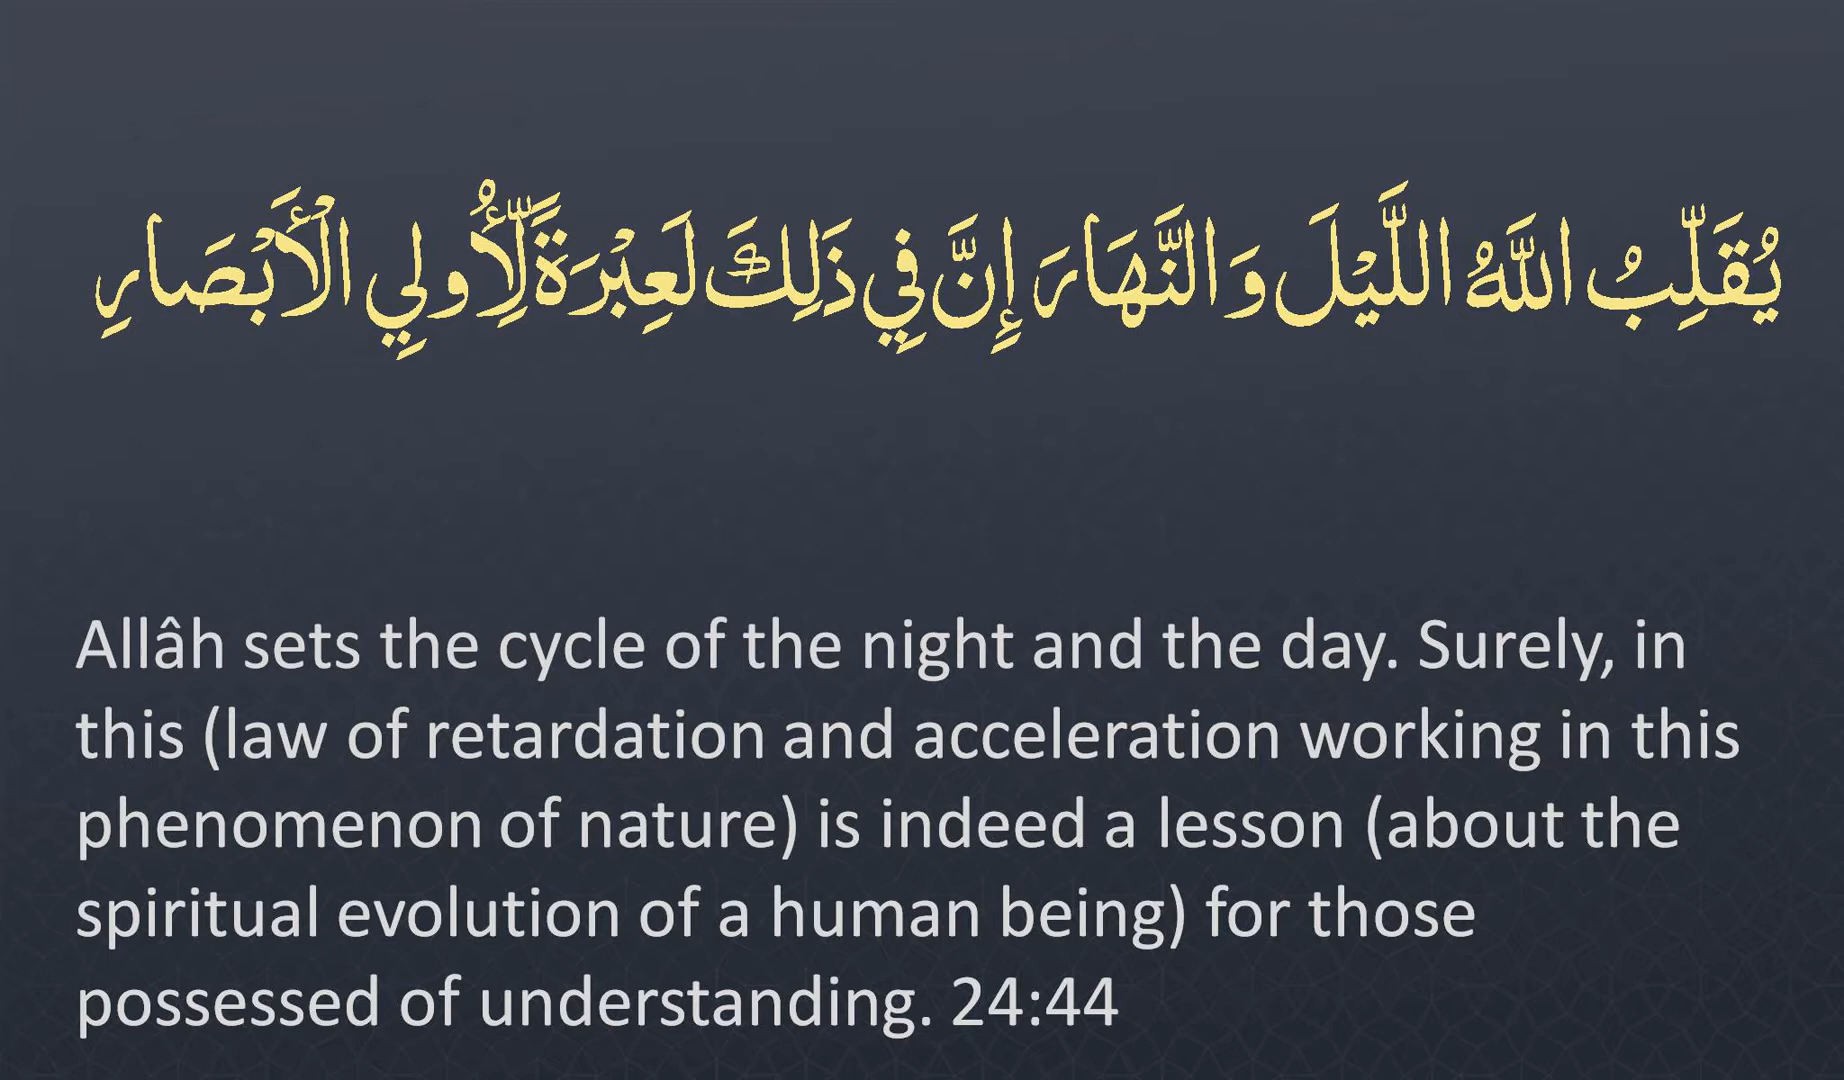 يُقَلِّبُ اللَّهُ اللَّيْلَ وَالنَّهَارَ إِنَّ فِي ذَلِكَ لَعِبْرَةً لِّأُولِي الْأَبْصَارِ
Allâh sets the cycle of the night and the day. Surely, in
this (law of retardation and acceleration working in this
phenomenon of nature) is indeed a lesson (about the
spiritual evolution of a human being) for those
possessed of understanding. 24:44